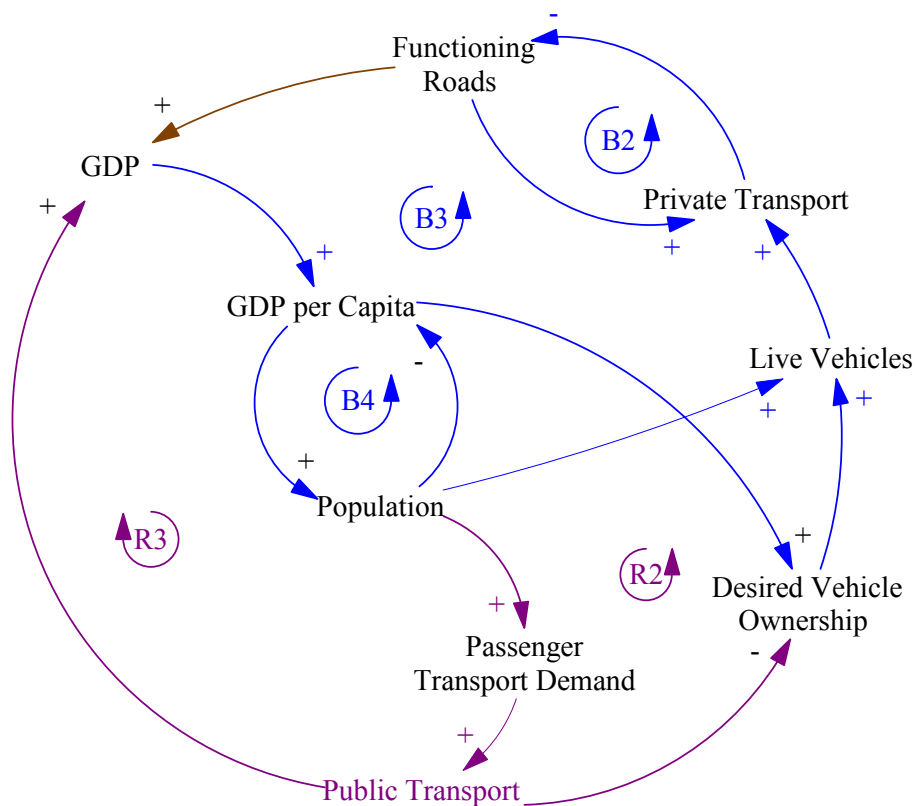 -
Functioning
Roads
+
B2
GDP
+
Private Transport
B3
+
+
+
GDP per Capita
-
Live Vehicles
B4
+
+
+
Population
R3
+
R2
Desired Vehicle
Ownership
+
Passenger
Transport Demand
-
+
Public Transport